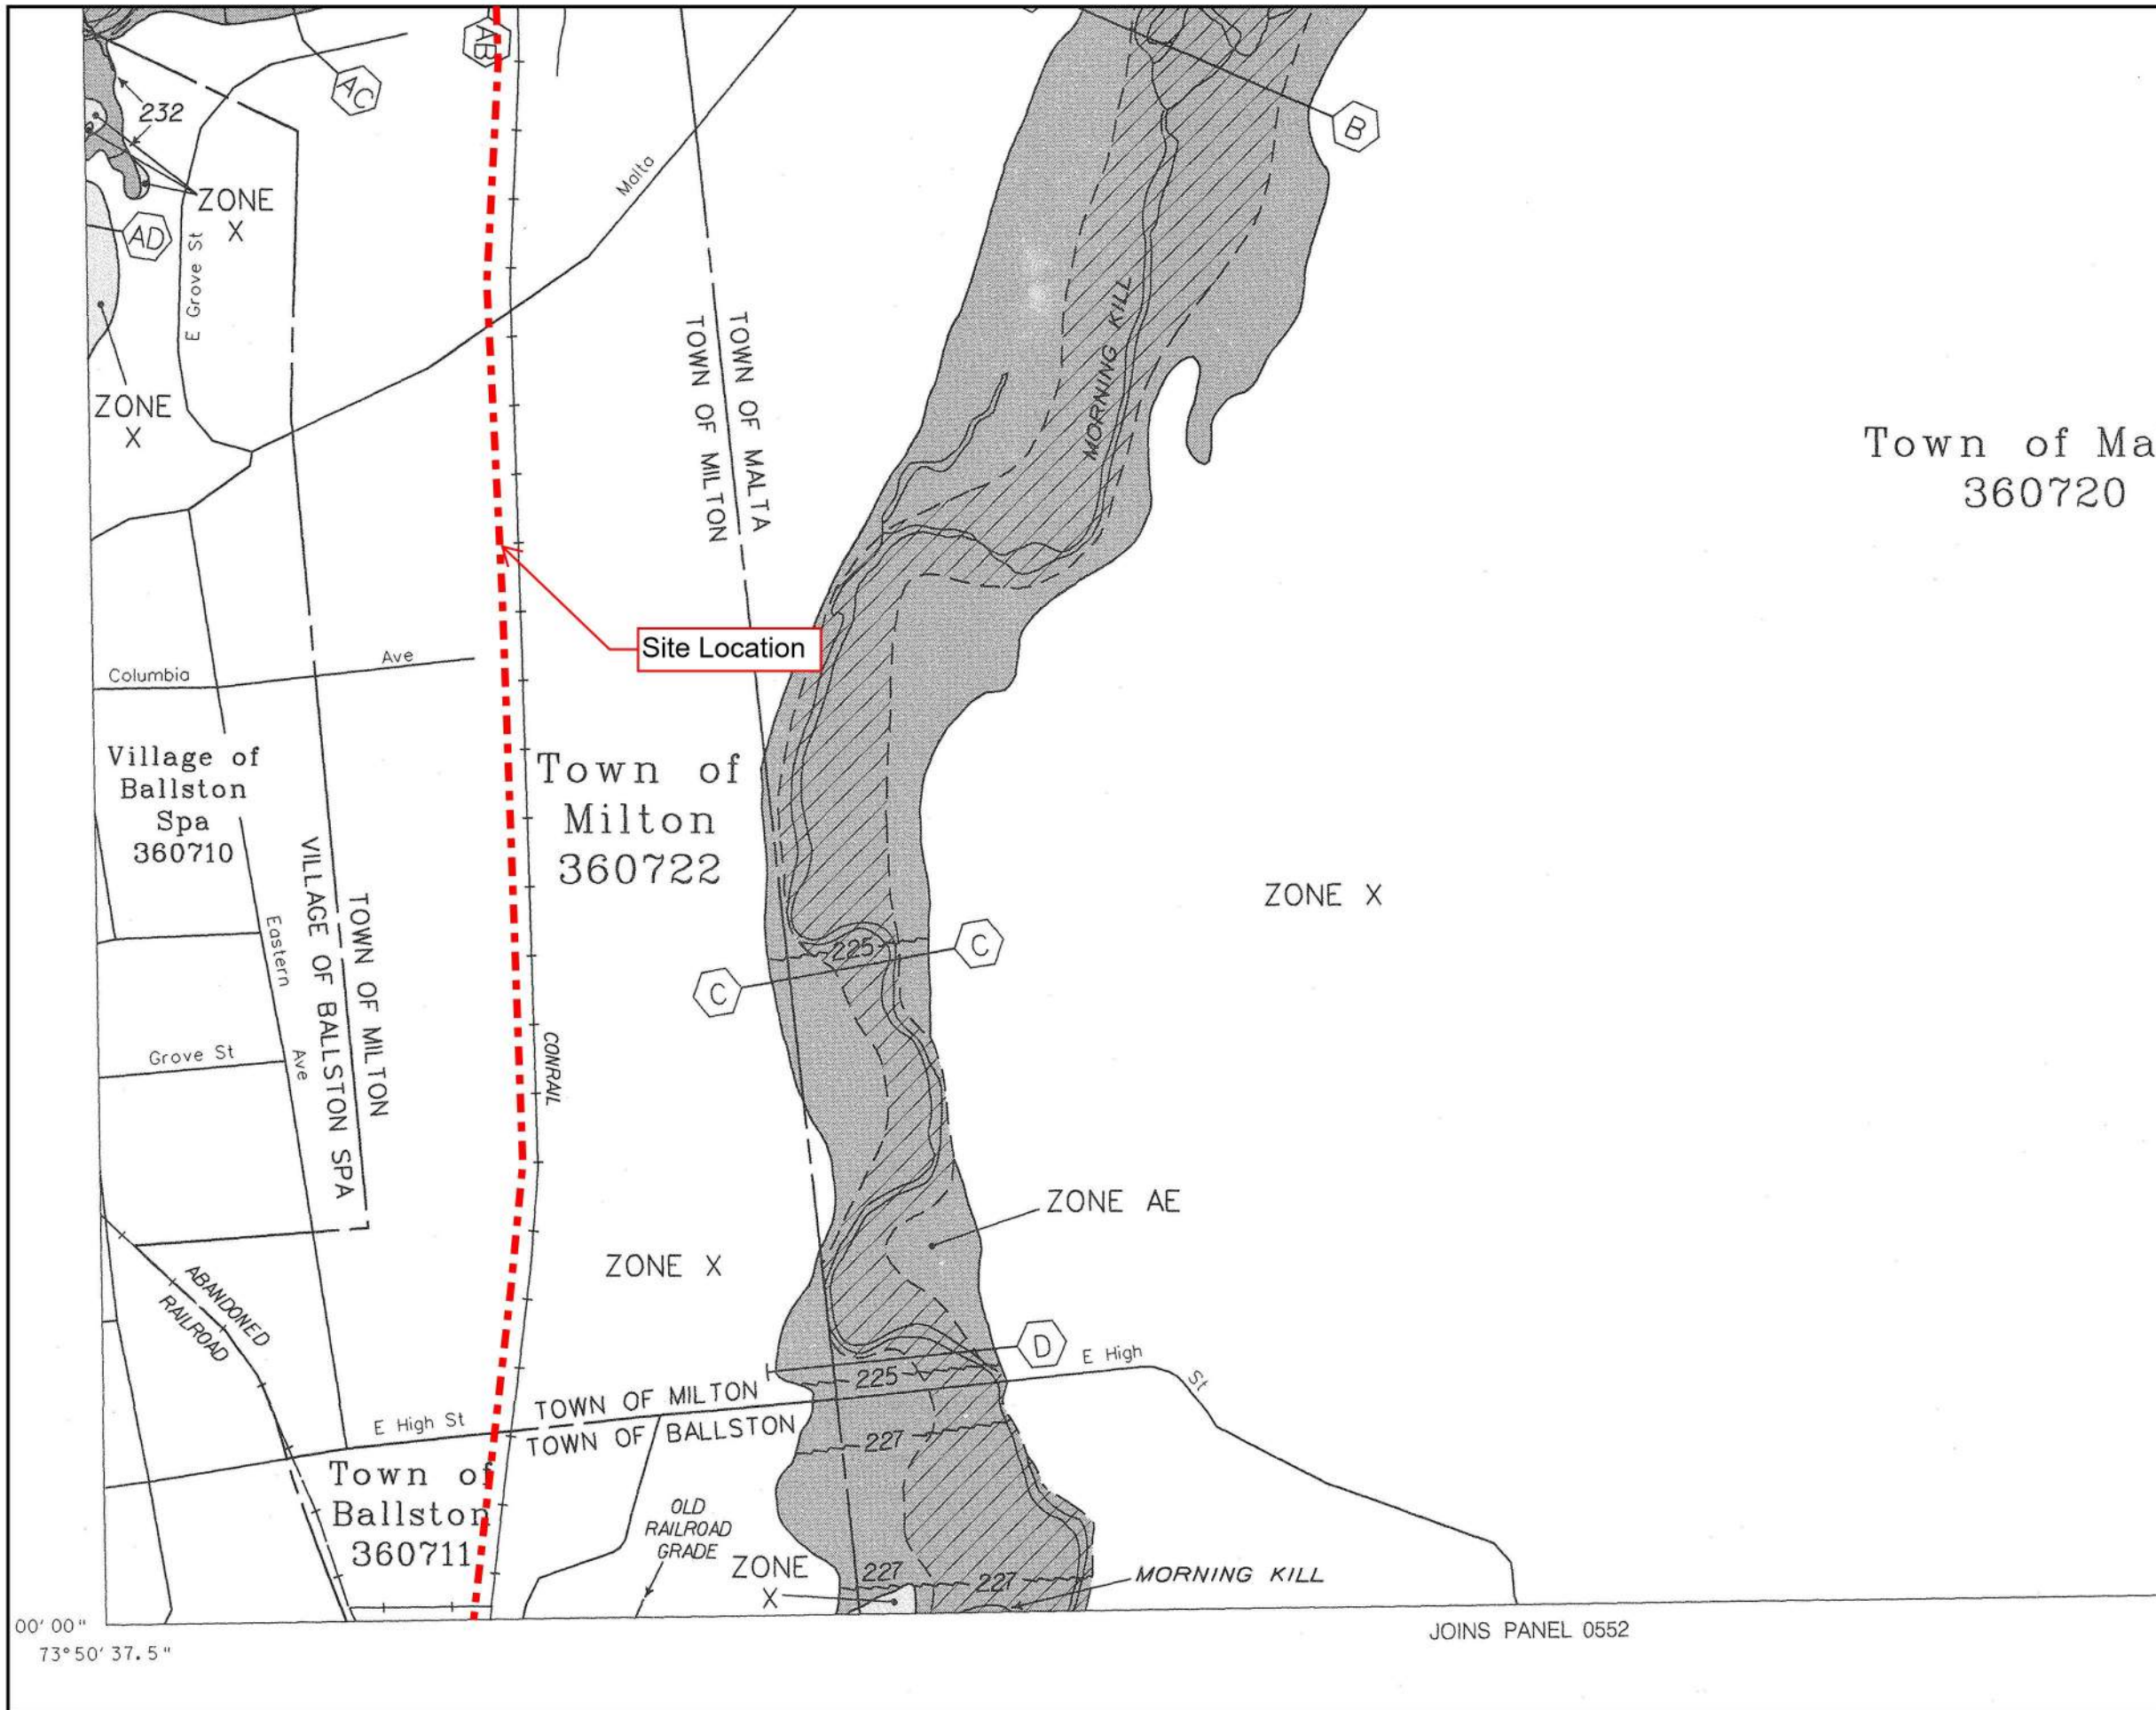 AB
AC
232
B
Malta
ZONE
X
AD
E Grove St
MORNING KILL
TOWN OF MALTA
TOWN OF MILTON
ZONE
X
Town of Ma
360720
Site Location
Columbia
Ave
Village of
Ballston
Spa
360710
Town of
Milton
360722
ZONE X
TOWN OF MILTON
VILLAGE OF BALLSTON SPA
Eastern
Ave
225
C
C
Grove St
CONRAIL
ZONE AE
ZONE X
ABANDONED
RAILROAD
D
E High
St
225
TOWN OF MILTON
TOWN OF BALLSTON
E High St
227
Town of
Ballston
360711
OLD
RAILROAD
GRADE
ZONE
X
227
227
MORNING KILL
00' 00"
73°50' 37.5"
JOINS PANEL 0552